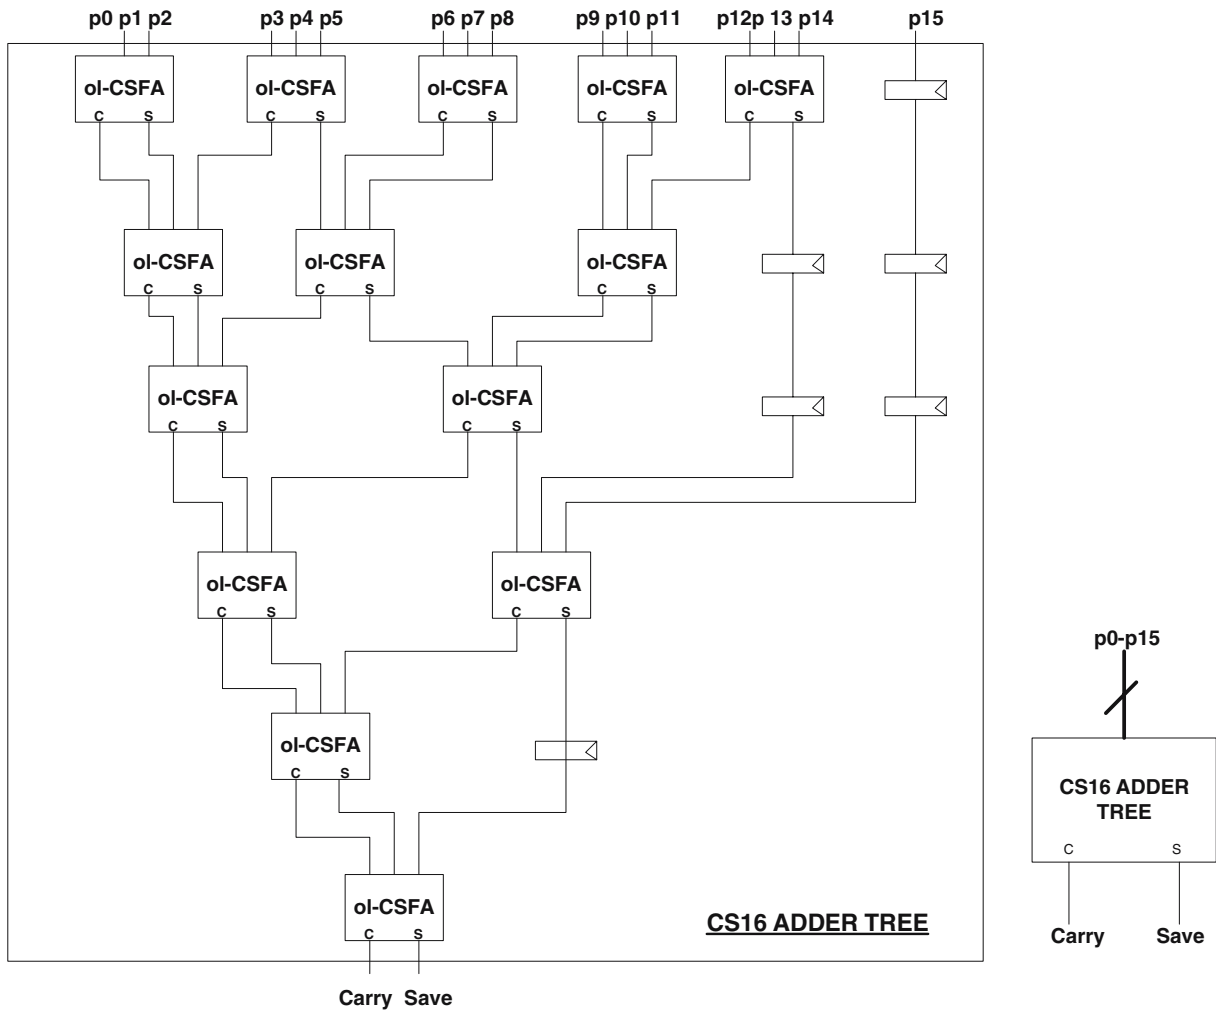 p0 p1 p2 p3 p4 p5 p6 p7 p8 p9 p10 p11 p12p 13 p14 p15
ol-CSFA ol-CSFA ol-CSFA ol-CSFA ol-CSFA
C S C S C S C S C S
ol-CSFA ol-CSFA ol-CSFA
C S C S C S
ol-CSFA ol-CSFA
C S C S
ol-CSFA ol-CSFA
C S C S
p0-p15
ol-CSFA
C S
CS16 ADDER
TREE
C S
ol-CSFA
C S
CS16 ADDER TREE
Carry Save
Carry Save